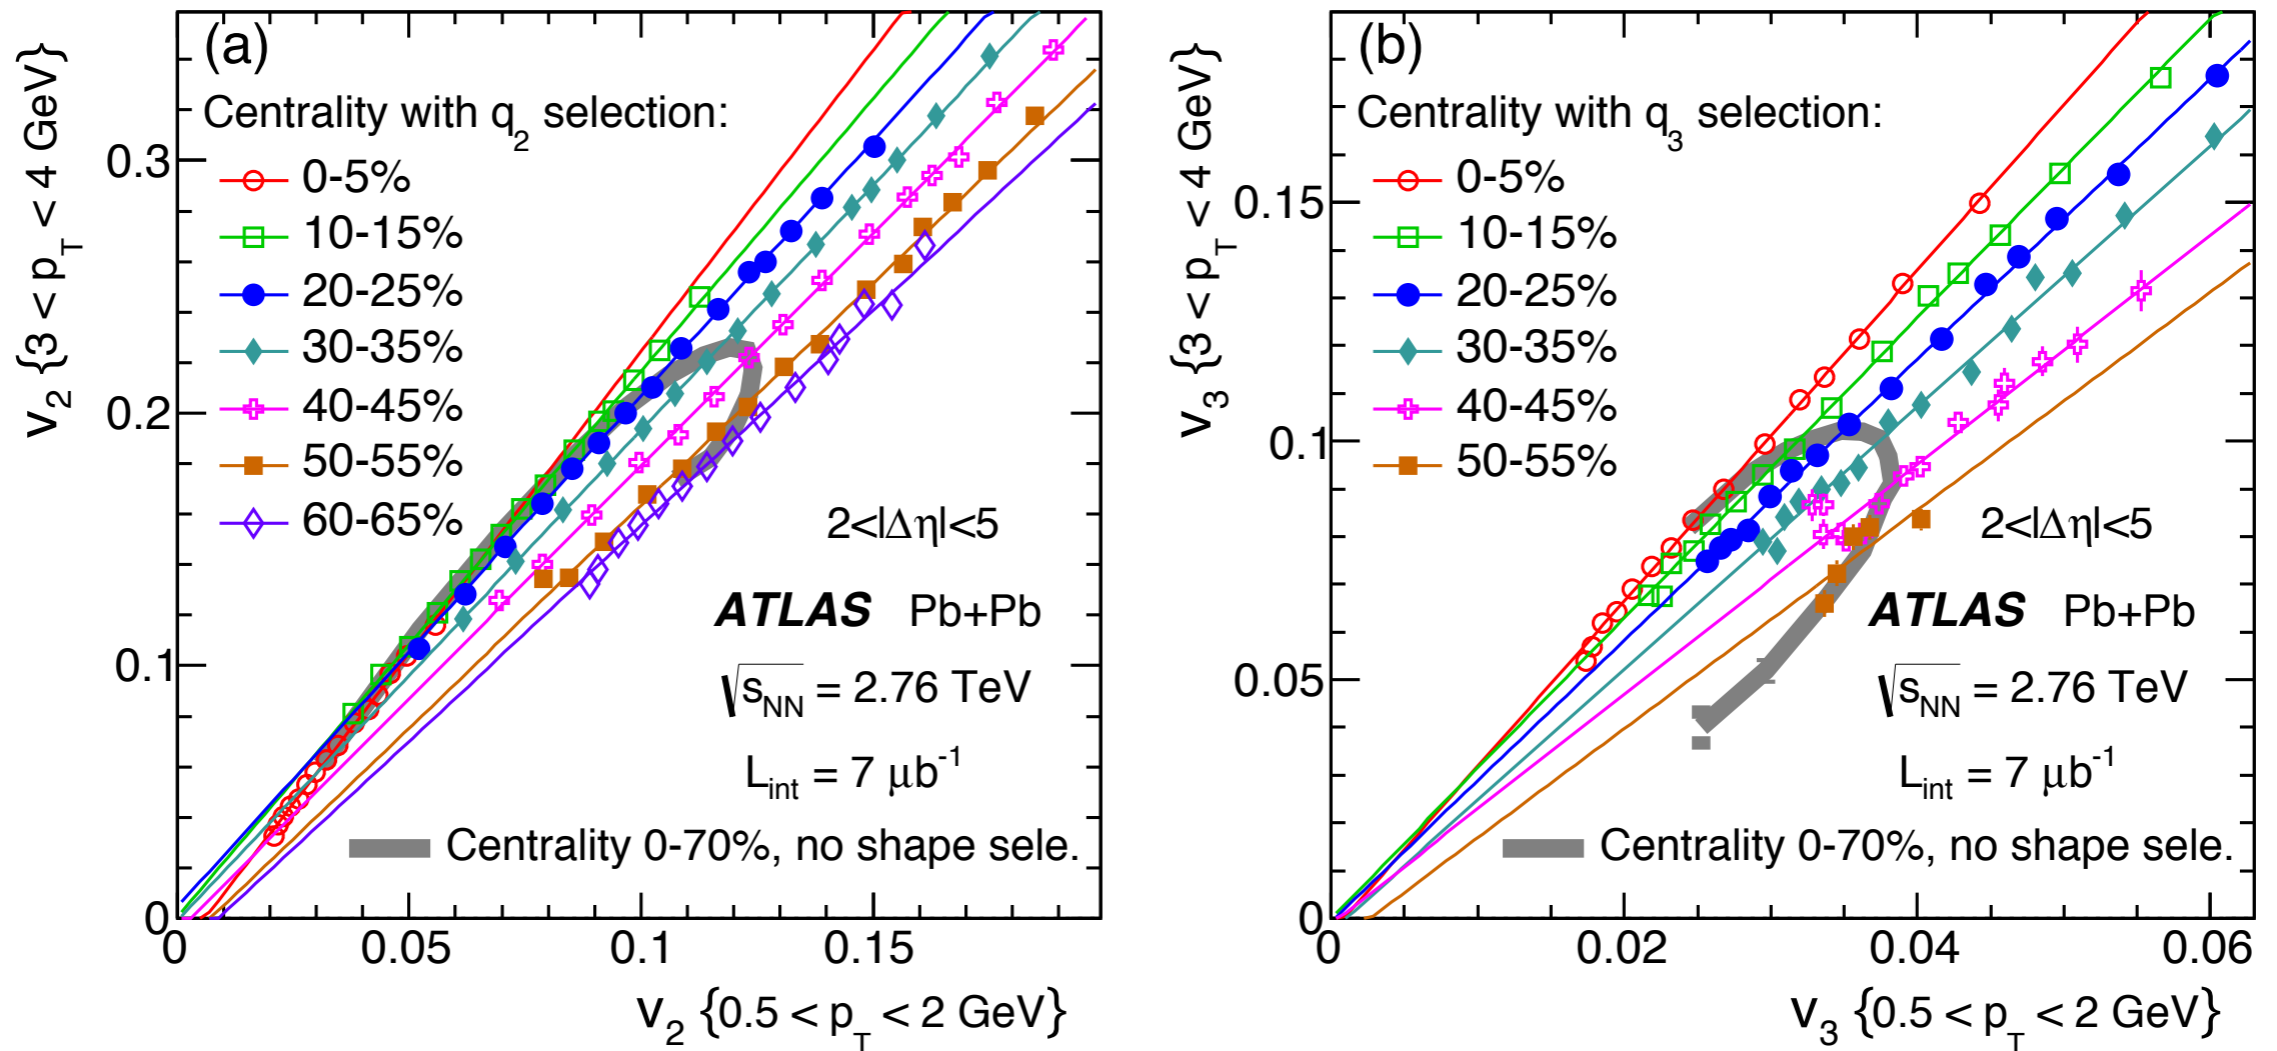 (a)
Centrality with q2 selection:
0-5%
10-15%
20-25%
30-35%
40-45%
50-55%
60-65%
2<|Δη|<5
ATLAS Pb+Pb
√sNN = 2.76 TeV
Lint = 7 μb-1
Centrality 0-70%, no shape sele.
v2 {3 < pT < 4 GeV}
0.3
0.2
0.1
0
0 0.05 0.1 0.15
v2 {0.5 < pT < 2 GeV}
(b)
Centrality with q3 selection:
0-5%
10-15%
20-25%
30-35%
40-45%
50-55%
2<|Δη|<5
ATLAS Pb+Pb
√sNN = 2.76 TeV
Lint = 7 μb-1
Centrality 0-70%, no shape sele.
v3 {3 < pT < 4 GeV}
0.15
0.1
0.05
0
0 0.02 0.04 0.06
v3 {0.5 < pT < 2 GeV}